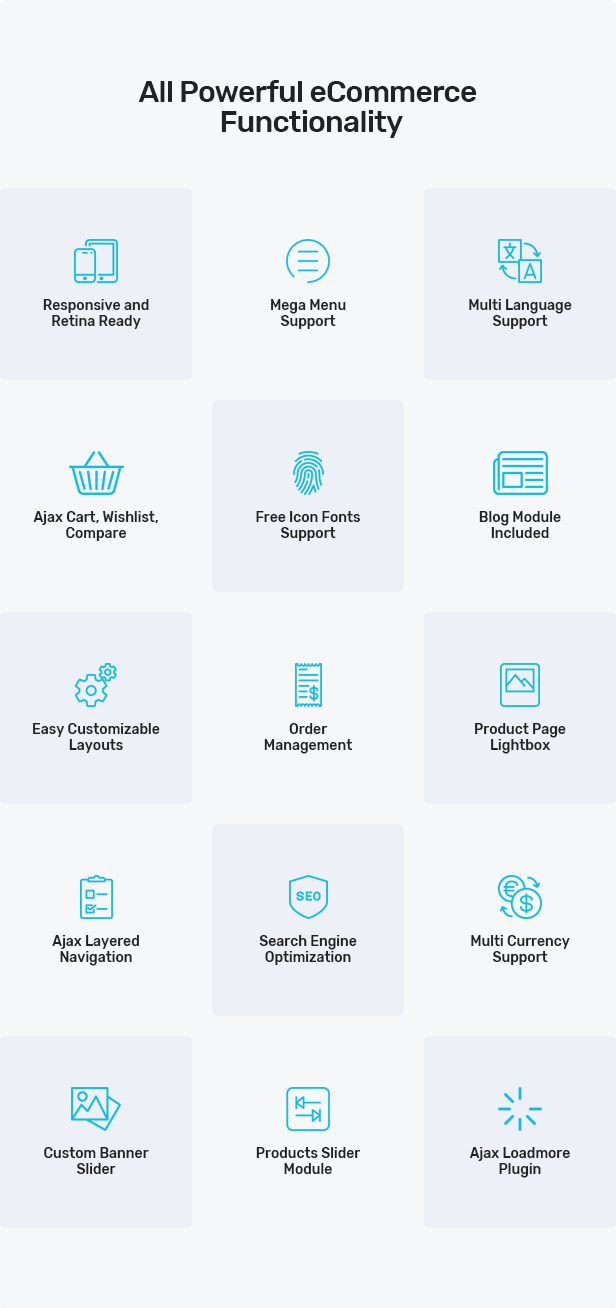 All Powerful eCommerce
Functionality
Responsive and
Retina Ready
Mega Menu
Support
文
A
Multi Language
Support
Ajax Cart, Wishlist,
Compare
Free Icon Fonts
Support
Blog Module
Included
Easy Customizable
Layouts
$
Order
Management
Product Page
Lightbox
Ajax Layered
Navigation
SEO
Search Engine
Optimization
€
$
Multi Currency
Support
Custom Banner
Slider
Products Slider
Module
Ajax Loadmore
Plugin